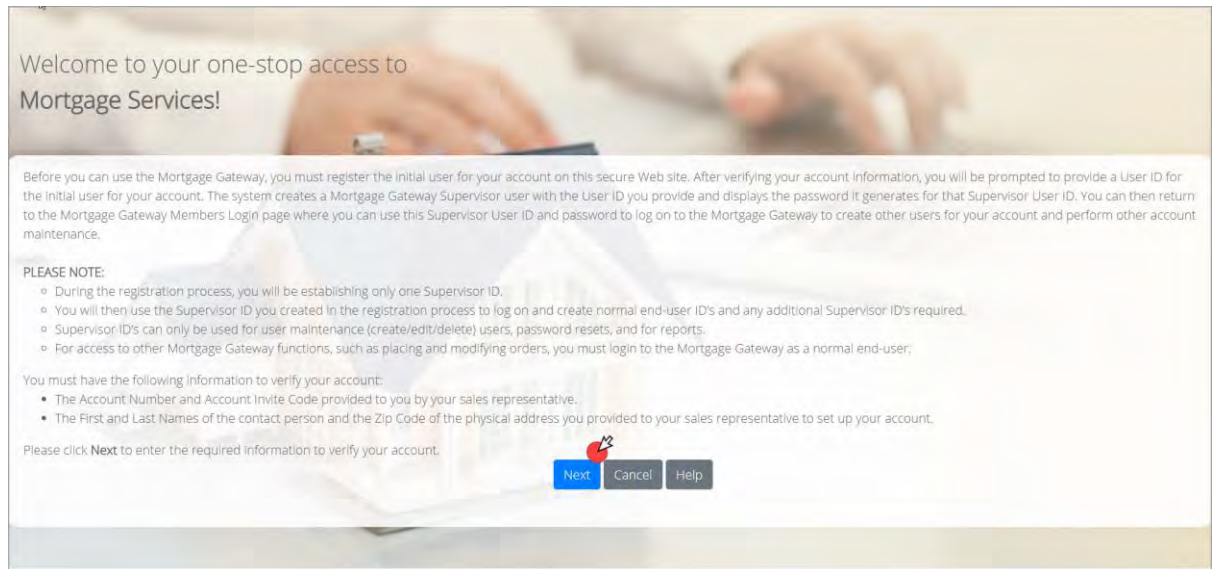 Welcome to your one-stop access to
Mortgage Services!
Before you can use the Mortgage Gateway, you must register the initial user for your account on this secure Web site. After verifying your account information, you will be prompted to provide a User ID for
the initial user for your account. The system creates a Mortgage Gateway Supervisor user with the User ID you provide and displays the password it generates for that Supervisor User ID. You can then return
to the Mortgage Gateway Members Login page where you can use this Supervisor User ID and password to log on to the Mortgage Gateway to create other users for your account and perform other account
maintenance.
PLEASE NOTE:
During the registration process, you will be establishing only one Supervisor ID.
You will then use the Supervisor ID you created in the registration process to log on and create normal end-user ID's and any additional Supervisor ID's required.
Supervisor ID's can only be used for user maintenance (create/edit/delete) users, password resets, and for reports.
For access to other Mortgage Gateway functions, such as placing and modifying orders, you must login to the Mortgage Gateway as a normal end-user.
You must have the following information to verify your account:
The Account Number and Account Invite Code provided to you by your sales representative.
The First and Last Names of the contact person and the Zip Code of the physical address you provided to your sales representative to set up your account.
Please click Next to enter the required information to verify your account.
Next Cancel Help